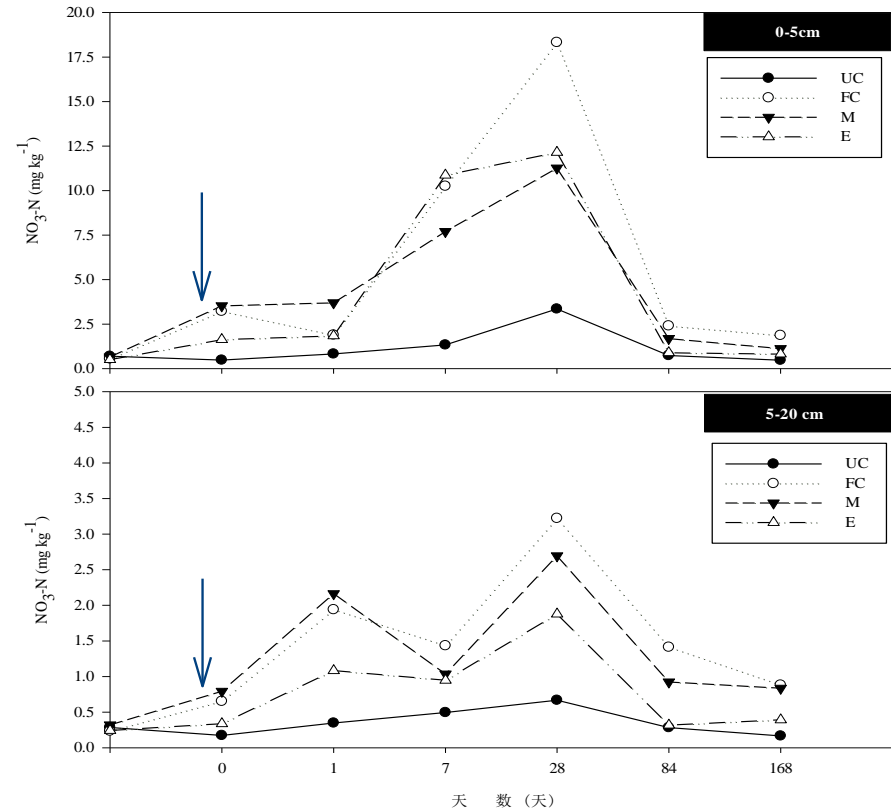 20.0
17.5
15.0
12.5
10.0
7.5
5.0
2.5
0.0
NO3-N (mg kg-1)
0-5cm
UC
FC
M
E
5.0
4.5
4.0
3.5
3.0
2.5
2.0
1.5
1.0
0.5
0.0
NO3-N (mg kg-1)
5-20 cm
UC
FC
M
E
0 1 7 28 84 168
天 数 （天）